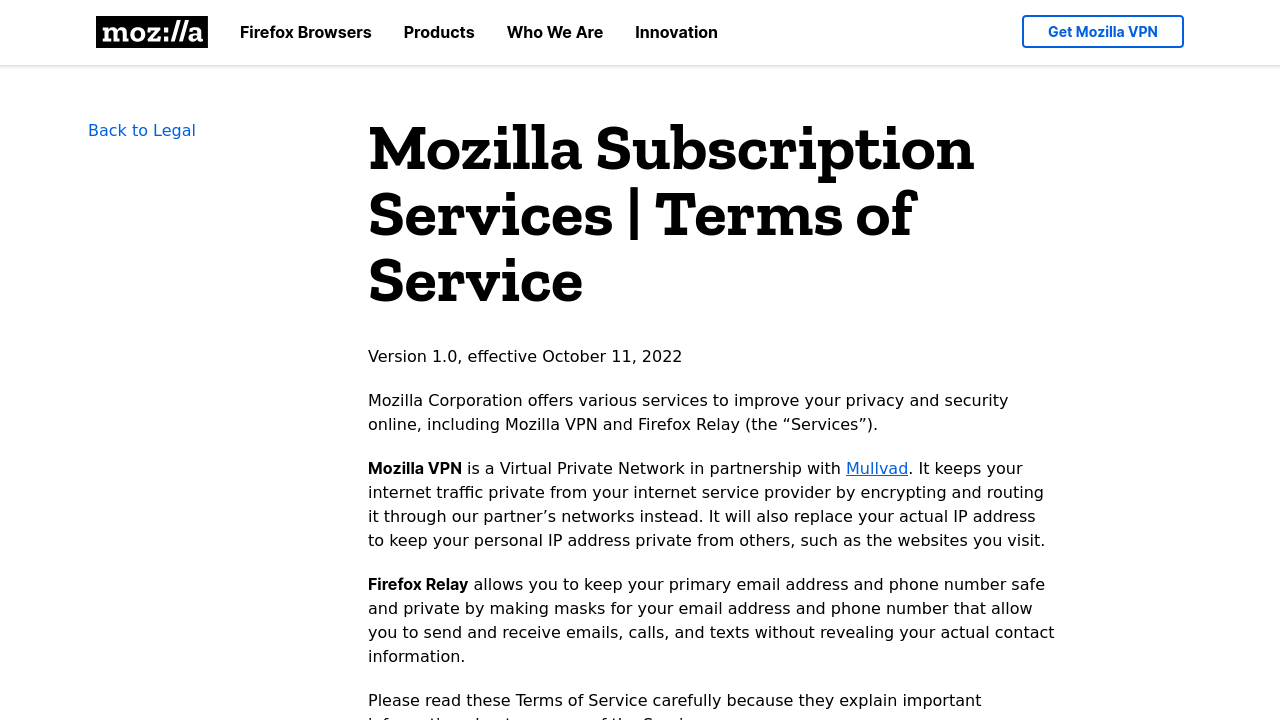 moz://a
Firefox Browsers
Products
Who We Are
Innovation
Get Mozilla VPN
Back to Legal
Mozilla Subscription
Services | Terms of
Service
Version 1.0, effective October 11, 2022
Mozilla Corporation offers various services to improve your privacy and security
online, including Mozilla VPN and Firefox Relay (the “Services”).
Mozilla VPN is a Virtual Private Network in partnership with Mullvad. It keeps your
internet traffic private from your internet service provider by encrypting and routing
it through our partner’s networks instead. It will also replace your actual IP address
to keep your personal IP address private from others, such as the websites you visit.
Firefox Relay allows you to keep your primary email address and phone number safe
and private by making masks for your email address and phone number that allow
you to send and receive emails, calls, and texts without revealing your actual contact
information.
Please read these Terms of Service carefully because they explain important